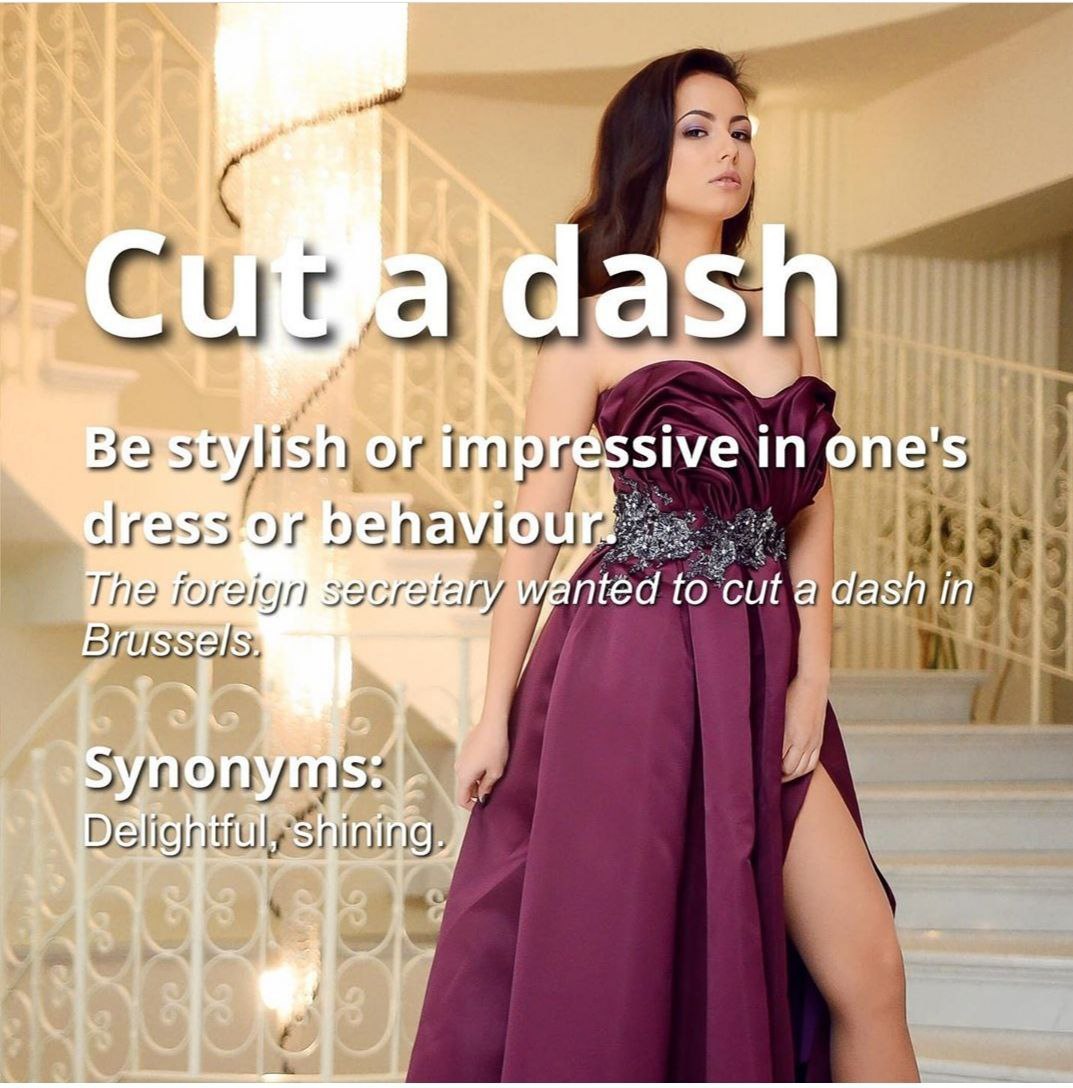 Cut a dash
Be stylish or impressive in one's
dress or behaviour.
The foreign secretary wanted to cut a dash in
Brussels.
Synonyms:
Delightful, shining.